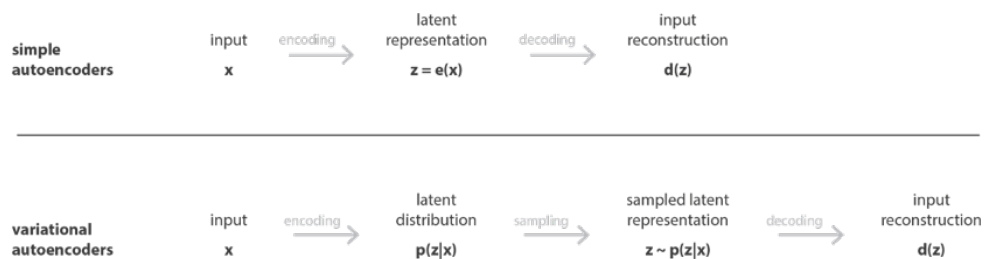 simple
autoencoders
input
x
encoding
latent
representation
z = e(x)
decoding
input
reconstruction
d(z)
variational
autoencoders
input
x
encoding
latent
distribution
p(z|x)
sampling
sampled latent
representation
z ~ p(z|x)
decoding
input
reconstruction
d(z)